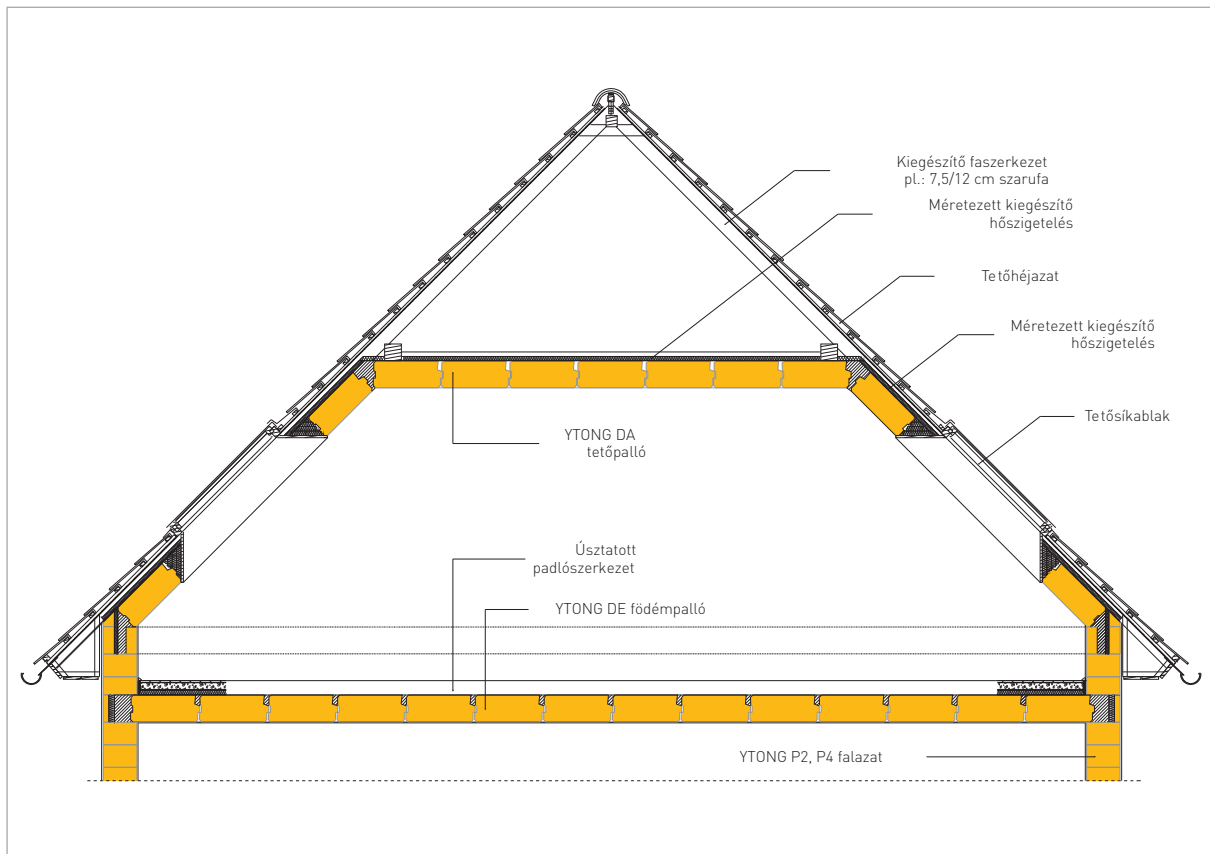 Kiegészítő faszerkezet
pl.: 7,5/12 cm szarufa
Méretezett kiegészítő
hőszigetelés
Tetőhéjazat
Méretezett kiegészítő
hőszigetelés
Tetősíkablak
YTONG DA
tetőpalló
Úsztatott
padlószerkezet
YTONG DE födémpalló
YTONG P2, P4 falazat